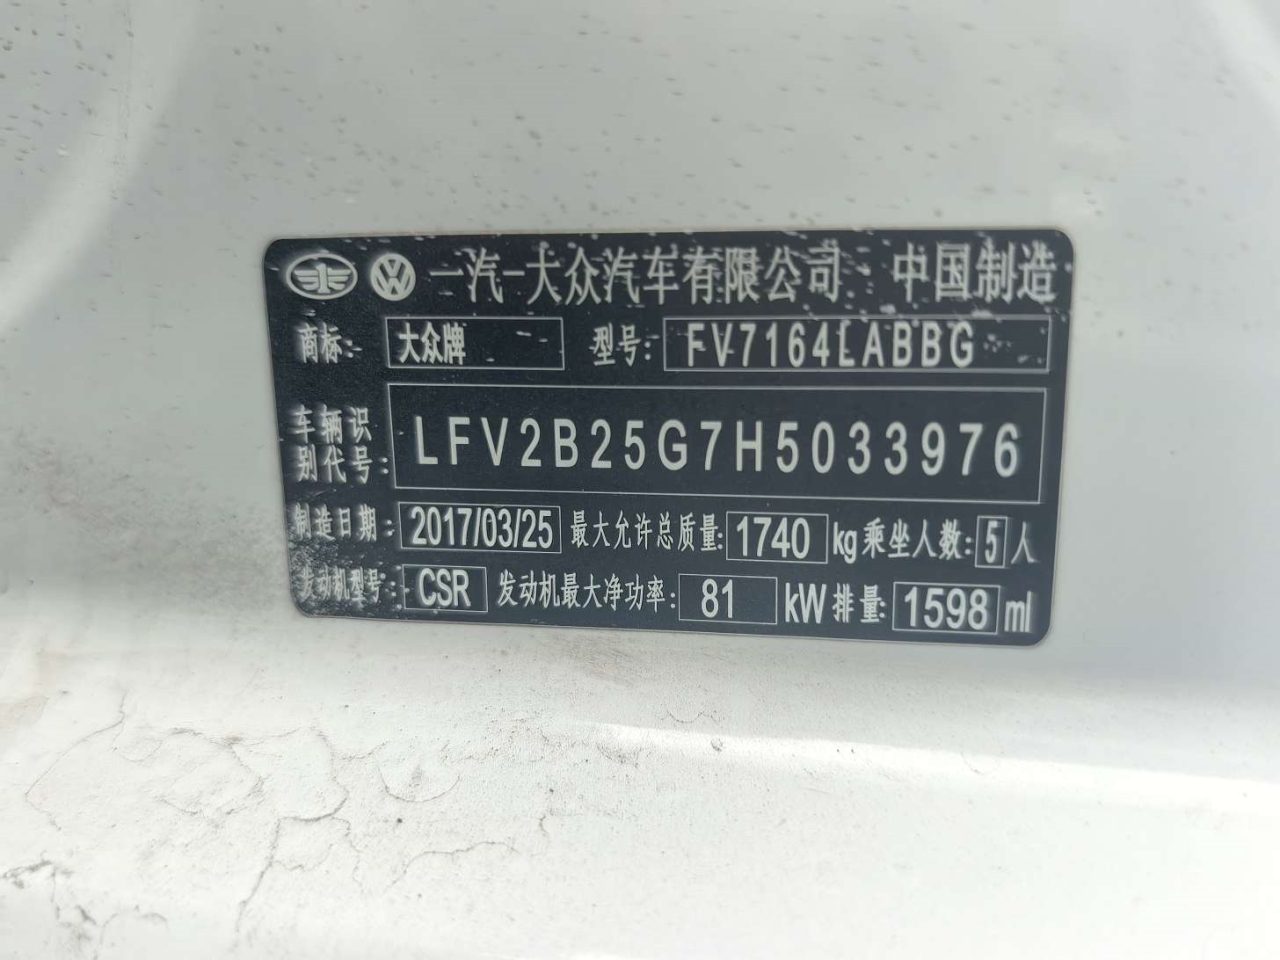 一汽-大众汽车有限公司 中国制造
商标: 大众牌 型号: FV7164LABBG
车辆识别代号: LFV2B25G7H5033976
制造日期: 2017/03/25 最大允许总质量: 1740 kg 乘坐人数: 5 人
发动机型号: CSR 发动机最大净功率: 81 kW 排量: 1598 ml